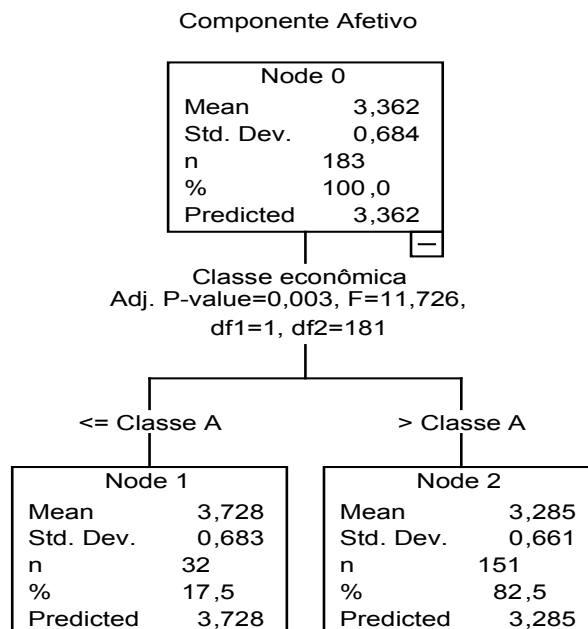 Componente Afetivo
Node 0
Mean 3,362
Std. Dev. 0,684
n 183
% 100,0
Predicted 3,362
Classe econômica
Adj. P-value=0,003, F=11,726,
df1=1, df2=181
<= Classe A
> Classe A
Node 1
Mean 3,728
Std. Dev. 0,683
n 32
% 17,5
Predicted 3,728
Node 2
Mean 3,285
Std. Dev. 0,661
n 151
% 82,5
Predicted 3,285